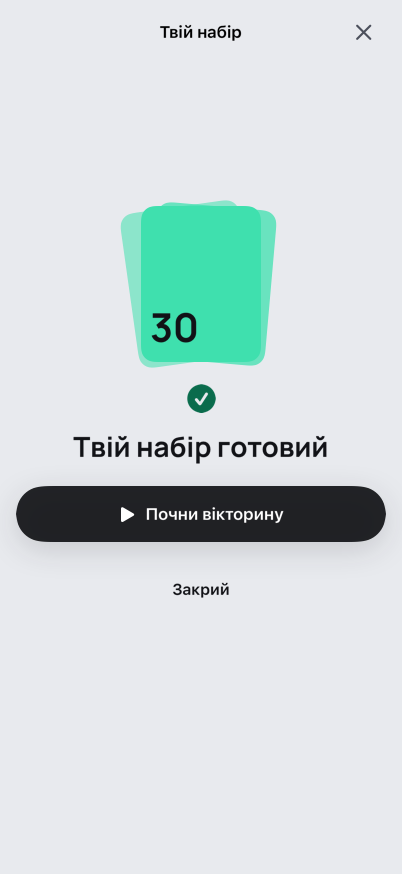 Твій набір
30
Твій набір готовий
Почни вікторину
Закрий